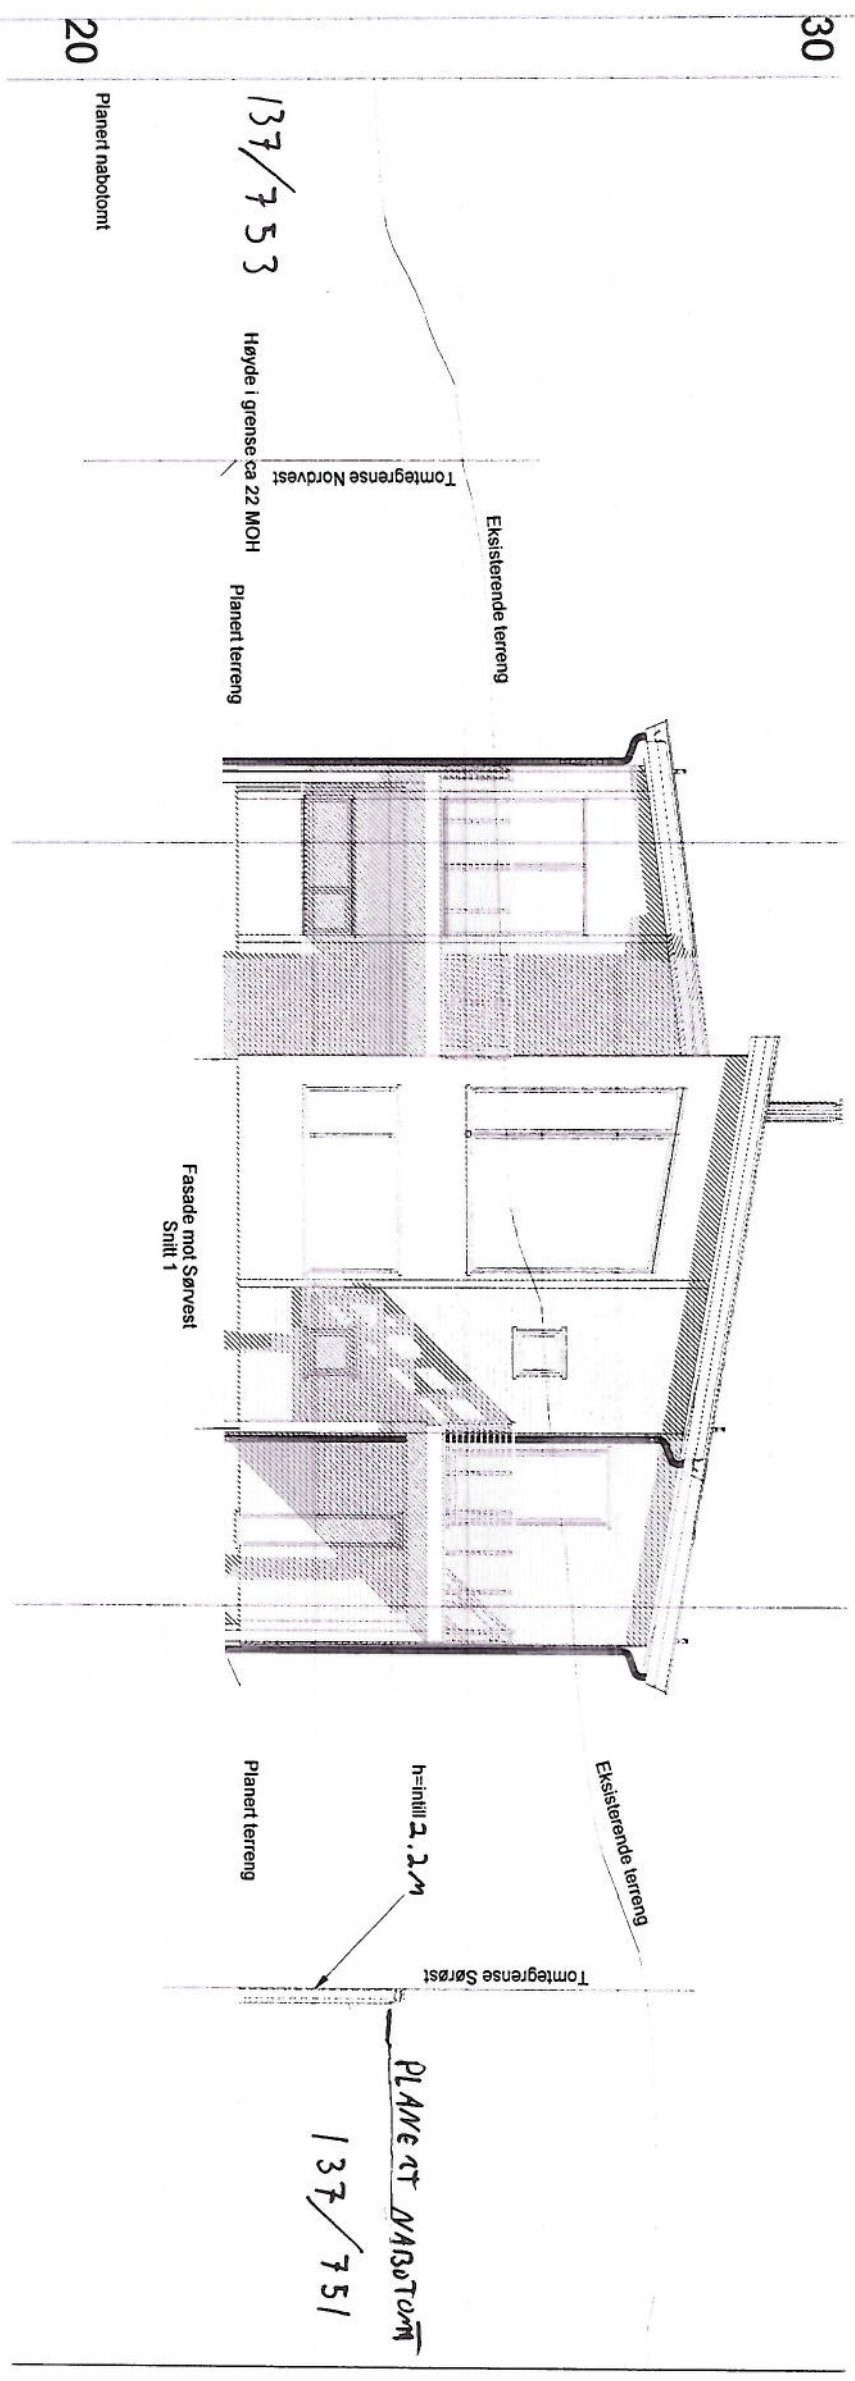 30
20
137/753
Planert nabotomt
Høyde i grense ca 22 MOH
Tomtegrense Nordvest
Eksisterende terreng
Planert terreng
Fasade mot Sørvest
Snitt 1
Eksisterende terreng
h=intill 2.2M
Planert terreng
Tomtegrense Sørøst
PLANERT NABOTOMT
137/751